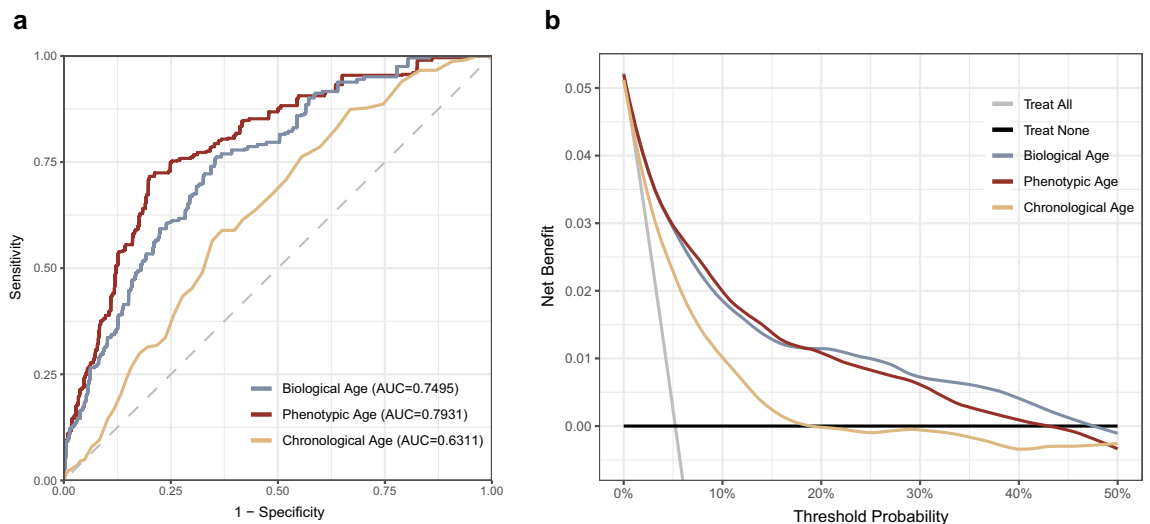 a
1.00
0.75
0.50
0.25
0.00
Sensitivity
Biological Age (AUC=0.7495)
Phenotypic Age (AUC=0.7931)
Chronological Age (AUC=0.6311)
0.00 0.25 0.50 0.75 1.00
1 − Specificity
b
0.05
0.04
0.03
0.02
0.01
0.00
Net Benefit
Treat All
Treat None
Biological Age
Phenotypic Age
Chronological Age
0% 10% 20% 30% 40% 50%
Threshold Probability